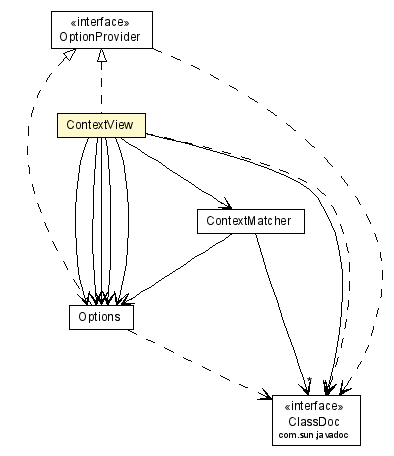 «interface»
OptionProvider
ContextView
ContextMatcher
Options
«interface»
ClassDoc
com.sun.javadoc